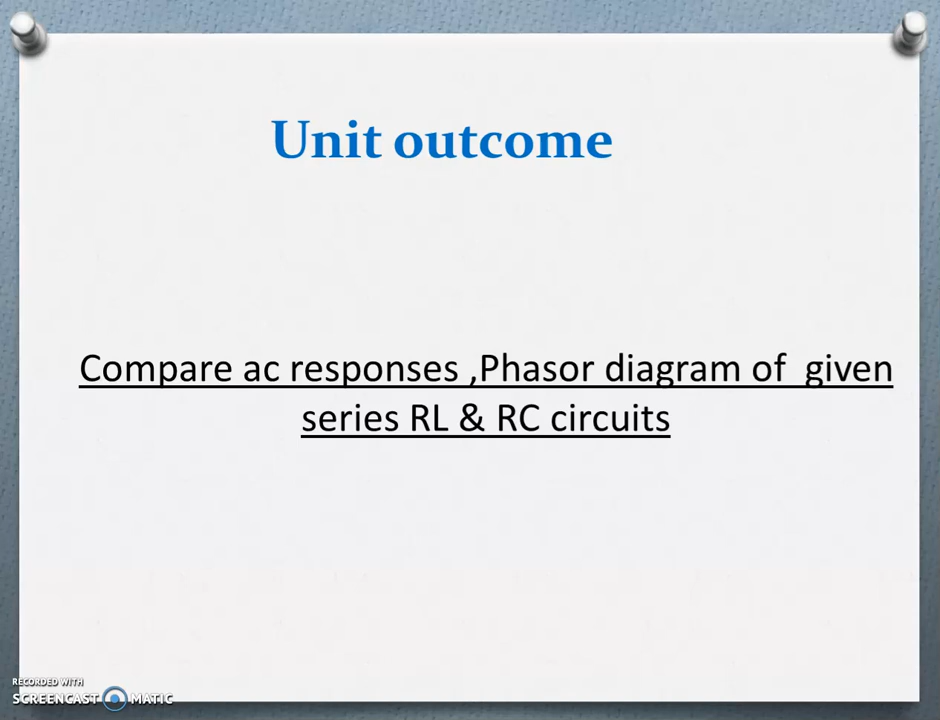 Unit outcome
Compare ac responses ,Phasor diagram of  given
series RL & RC circuits
RECORDED WITH
SCREENCAST MATIC